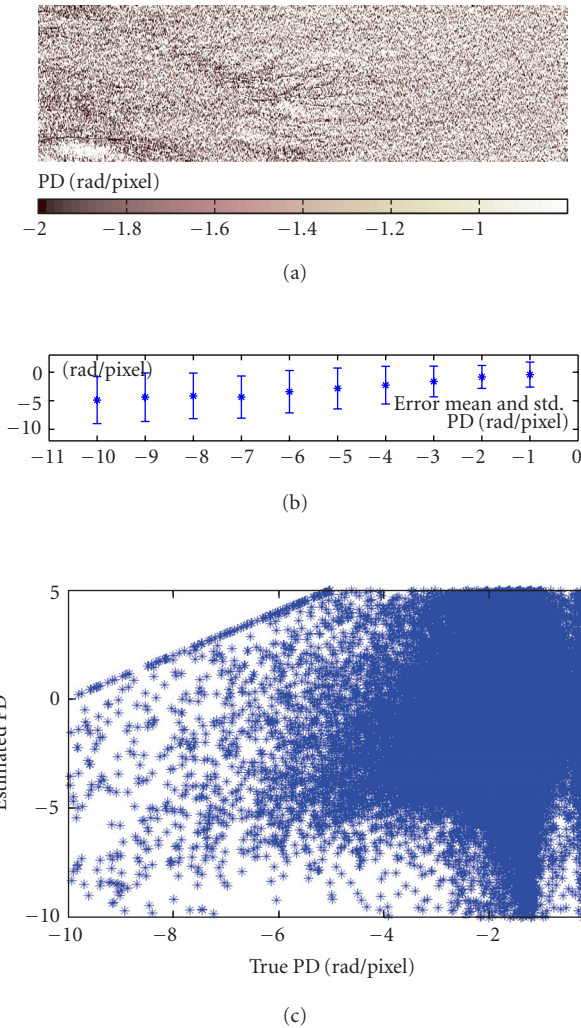 PD (rad/pixel)
−2 −1.8 −1.6 −1.4 −1.2 −1
(a)
(rad/pixel)
0
−5
−10
Error mean and std.
PD (rad/pixel)
−11 −10 −9 −8 −7 −6 −5 −4 −3 −2 −1 0
(b)
5
0
−5
−10
Estimated PD
−10 −8 −6 −4 −2
True PD (rad/pixel)
(c)